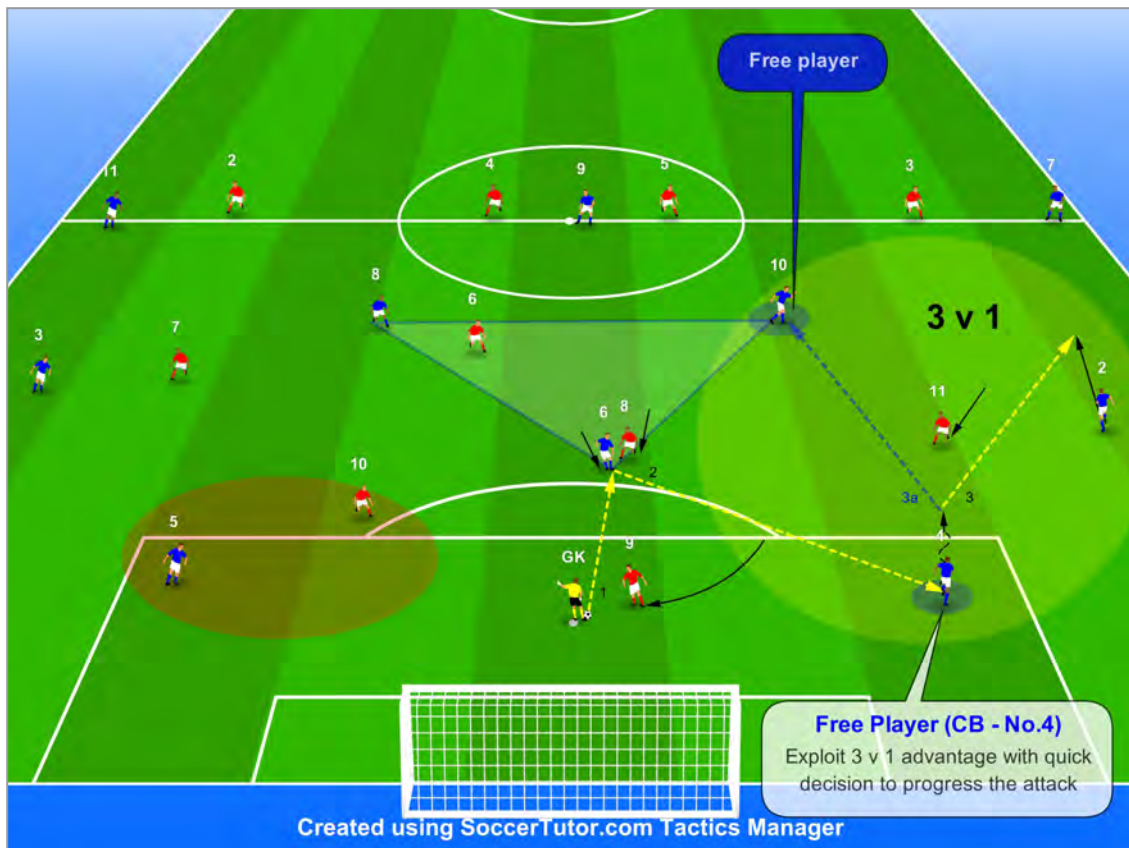 Free player
11
2
4
9
5
3
7
8
6
10
3 v 1
3
7
2
6
8
11
10
2
3a
3
5
GK
9
4
1
Free Player (CB - No.4)
Exploit 3 v 1 advantage with quick
decision to progress the attack
Created using SoccerTutor.com Tactics Manager